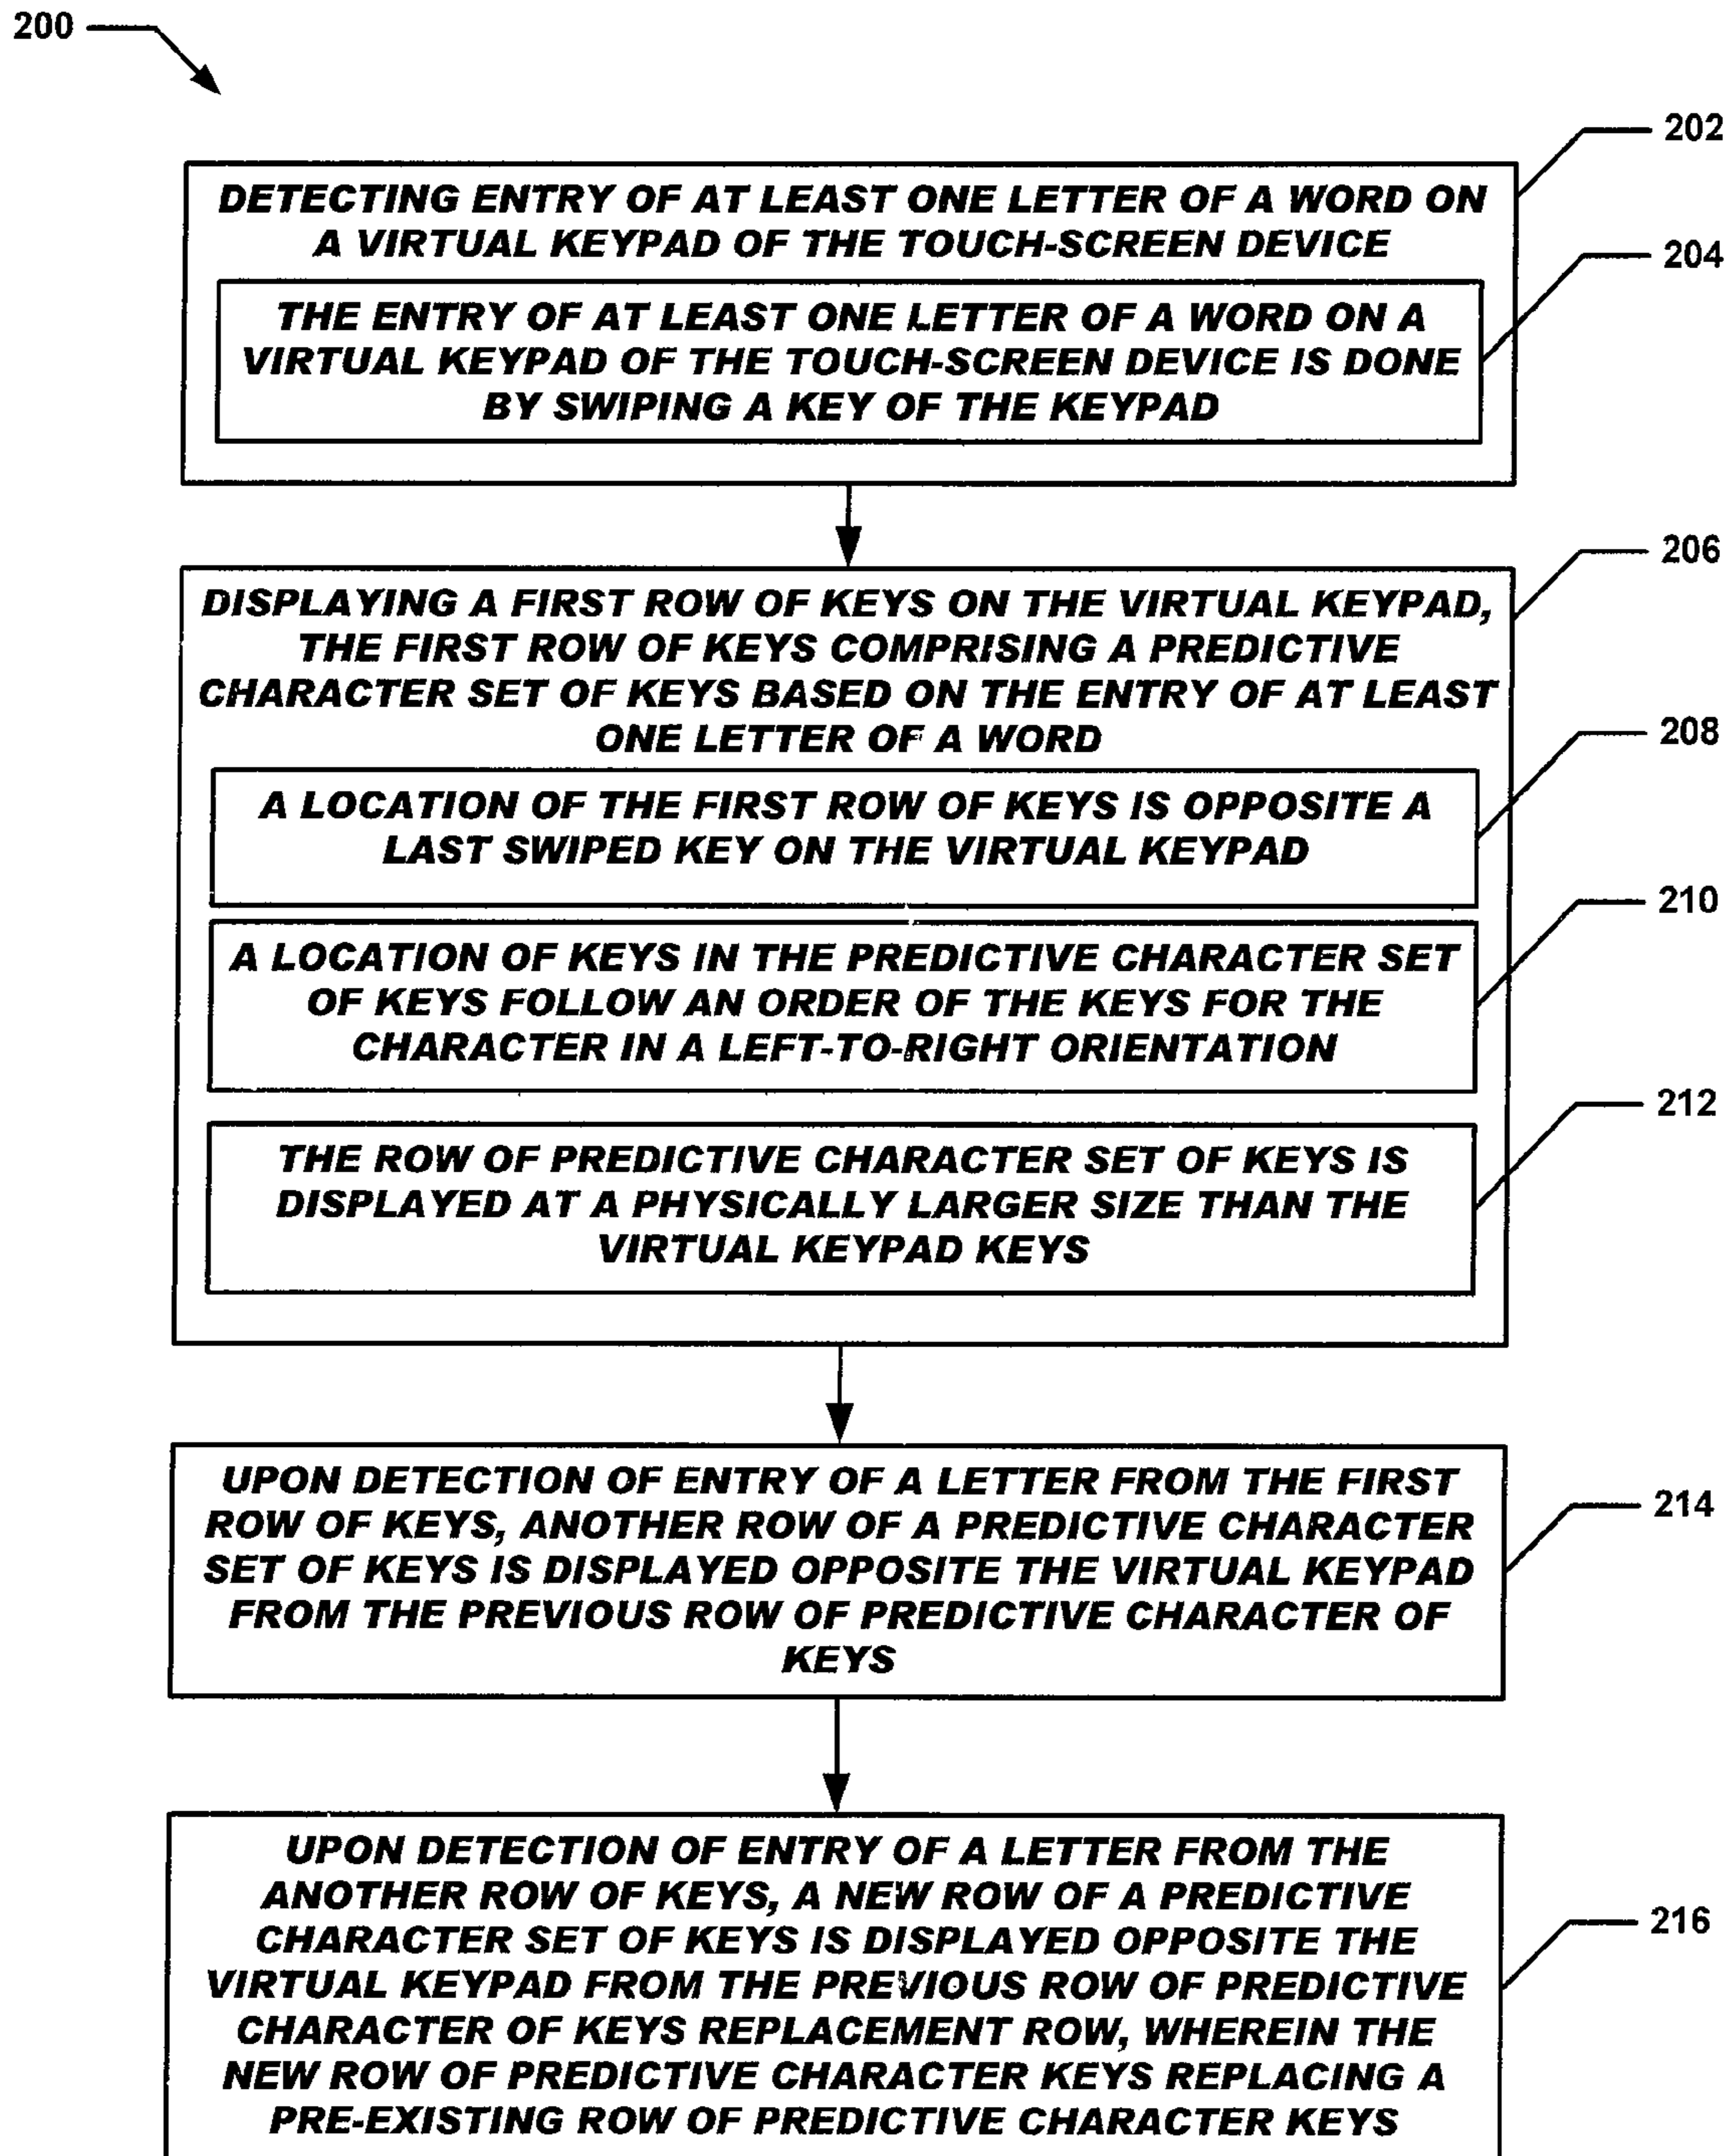 200
202
DETECTING ENTRY OF AT LEAST ONE LETTER OF A WORD ON
A VIRTUAL KEYPAD OF THE TOUCH-SCREEN DEVICE
204
THE ENTRY OF AT LEAST ONE LETTER OF A WORD ON A
VIRTUAL KEYPAD OF THE TOUCH-SCREEN DEVICE IS DONE
BY SWIPING A KEY OF THE KEYPAD
206
DISPLAYING A FIRST ROW OF KEYS ON THE VIRTUAL KEYPAD,
THE FIRST ROW OF KEYS COMPRISING A PREDICTIVE
CHARACTER SET OF KEYS BASED ON THE ENTRY OF AT LEAST
ONE LETTER OF A WORD
208
A LOCATION OF THE FIRST ROW OF KEYS IS OPPOSITE A
LAST SWIPED KEY ON THE VIRTUAL KEYPAD
210
A LOCATION OF KEYS IN THE PREDICTIVE CHARACTER SET
OF KEYS FOLLOW AN ORDER OF THE KEYS FOR THE
CHARACTER IN A LEFT-TO-RIGHT ORIENTATION
212
THE ROW OF PREDICTIVE CHARACTER SET OF KEYS IS
DISPLAYED AT A PHYSICALLY LARGER SIZE THAN THE
VIRTUAL KEYPAD KEYS
UPON DETECTION OF ENTRY OF A LETTER FROM THE FIRST
214
ROW OF KEYS, ANOTHER ROW OF A PREDICTIVE CHARACTER
SET OF KEYS IS DISPLAYED OPPOSITE THE VIRTUAL KEYPAD
FROM THE PREVIOUS ROW OF PREDICTIVE CHARACTER OF
KEYS
UPON DETECTION OF ENTRY OF A LETTER FROM THE
ANOTHER ROW OF KEYS, A NEW ROW OF A PREDICTIVE
216
CHARACTER SET OF KEYS IS DISPLAYED OPPOSITE THE
VIRTUAL KEYPAD FROM THE PREVIOUS ROW OF PREDICTIVE
CHARACTER OF KEYS REPLACEMENT ROW, WHEREIN THE
NEW ROW OF PREDICTIVE CHARACTER KEYS REPLACING A
PRE-EXISTING ROW OF PREDICTIVE CHARACTER KEYS